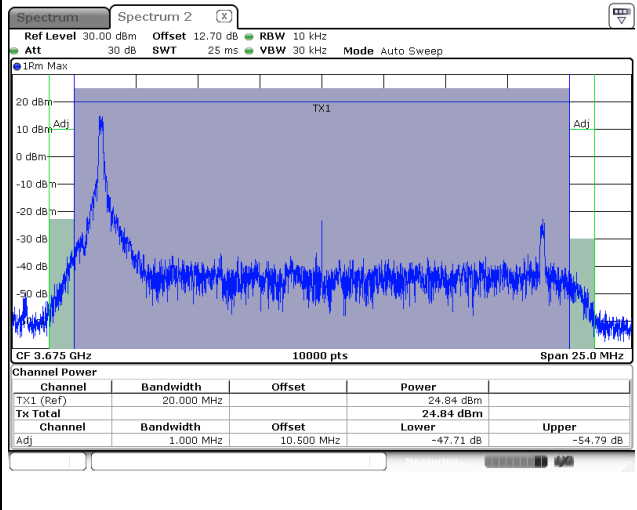 Spectrum Spectrum 2 X
Ref Level 30.00 dBm Offset 12.70 dB RBW 10 kHz
Att 30 dB SWT 25 ms VBW 30 kHz Mode Auto Sweep
1Rm Max
TX1
20 dBm
Adj Adj
10 dBm
0 dBm
-10 dBm
-20 dBm
-30 dB
-40 dB
-50 dB
CF 3.675 GHz 10000 pts Span 25.0 MHz
Channel Power
Channel Bandwidth Offset Power
TX1 (Ref) 20.000 MHz 24.84 dBm
Tx Total 24.84 dBm
Channel Bandwidth Offset Lower Upper
Adj 1.000 MHz 10.500 MHz -47.71 dB -54.79 dB
Measuring...